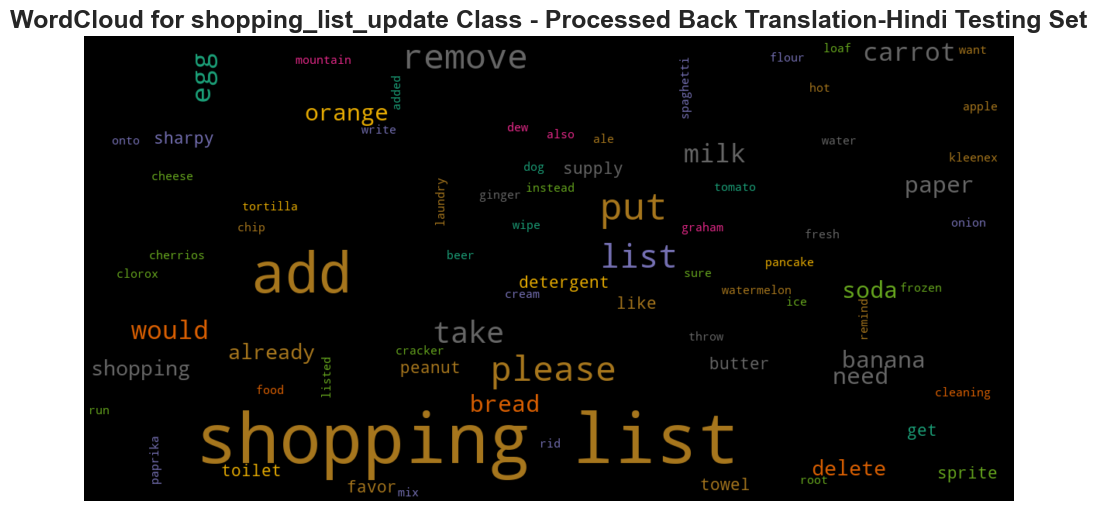 WordCloud for shopping_list_update Class - Processed Back Translation-Hindi Testing Set
egg
mountain
added
remove
spaghetti
flour
loaf
carrot
want
hot
apple
orange
write
onto
sharpy
dew
also
ale
milk
water
kleenex
cheese
dog
supply
paper
tortilla
laundry
ginger
instead
tomato
chip
wipe
put
graham
fresh
onion
cherrios
clorox
add
beer
list
sure
pancake
detergent
cream
like
watermelon
ice
soda
frozen
remind
would
take
throw
already
cracker
peanut
please
butter
banana
need
shopping
listed
food
bread
cleaning
run
shopping list
rid
get
paprika
toilet
favor
mix
towel
delete
root
sprite